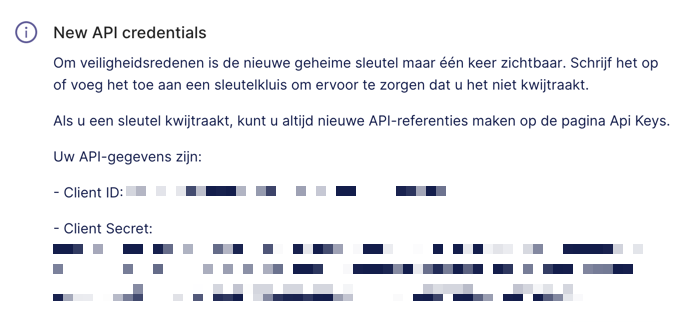 New API credentials
Om veiligheidsredenen is de nieuwe geheime sleutel maar één keer zichtbaar. Schrijf het op
of voeg het toe aan een sleutelkluis om ervoor te zorgen dat u het niet kwijtraakt.
Als u een sleutel kwijtraakt, kunt u altijd nieuwe API-referenties maken op de pagina Api Keys.
Uw API-gegevens zijn:
- Client ID:
- Client Secret: